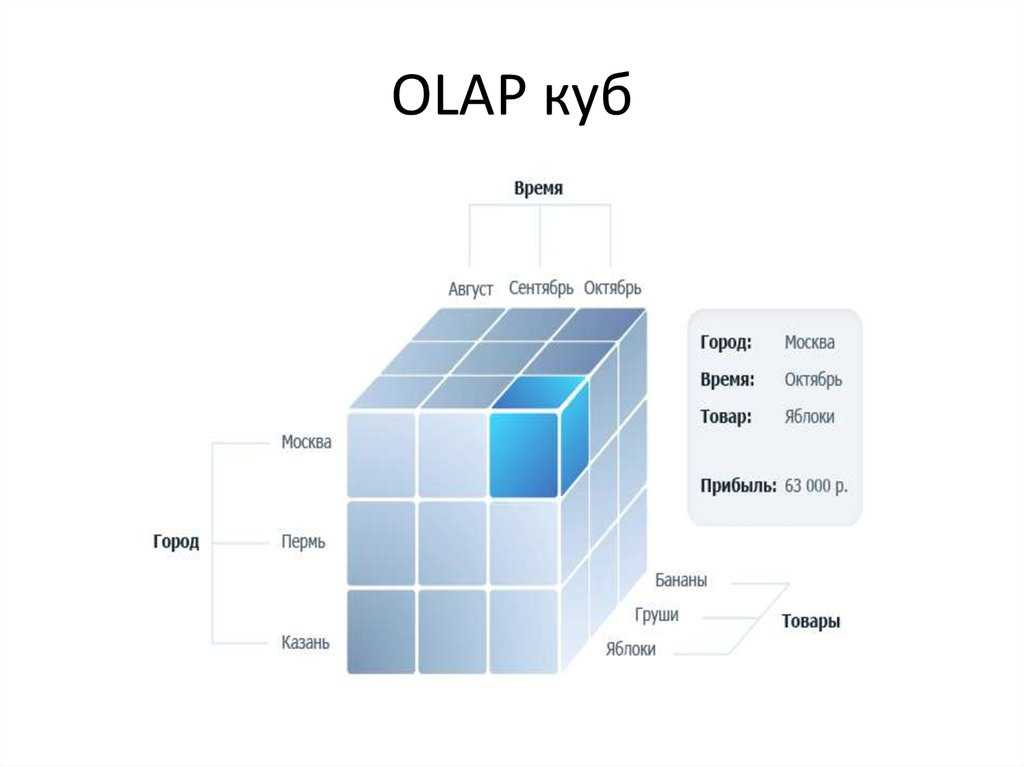 OLAP куб
Время
Август Сентябрь Октябрь
Город: Москва
Время: Октябрь
Товар: Яблоки
Прибыль: 63 000 р.
Москва
Город
Пермь
Казань
Бананы
Груши
Яблоки
Товары